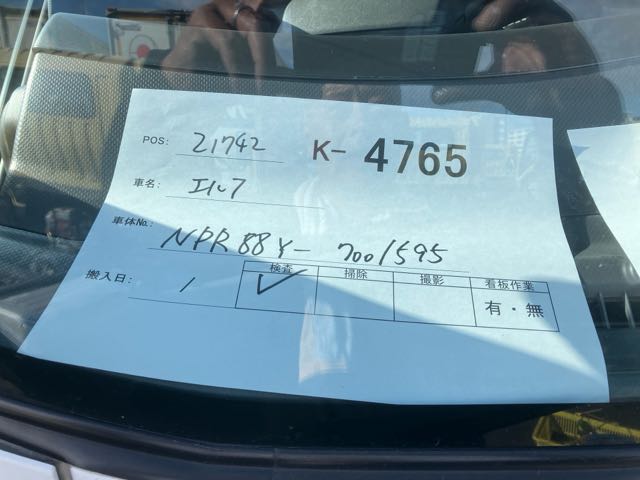 POS: 21742 K- 4765
車名: エルフ
車体No.: NPR88Y-7001595
搬入日: / 検査 掃除 撮影 看板作業
✓ 有・無